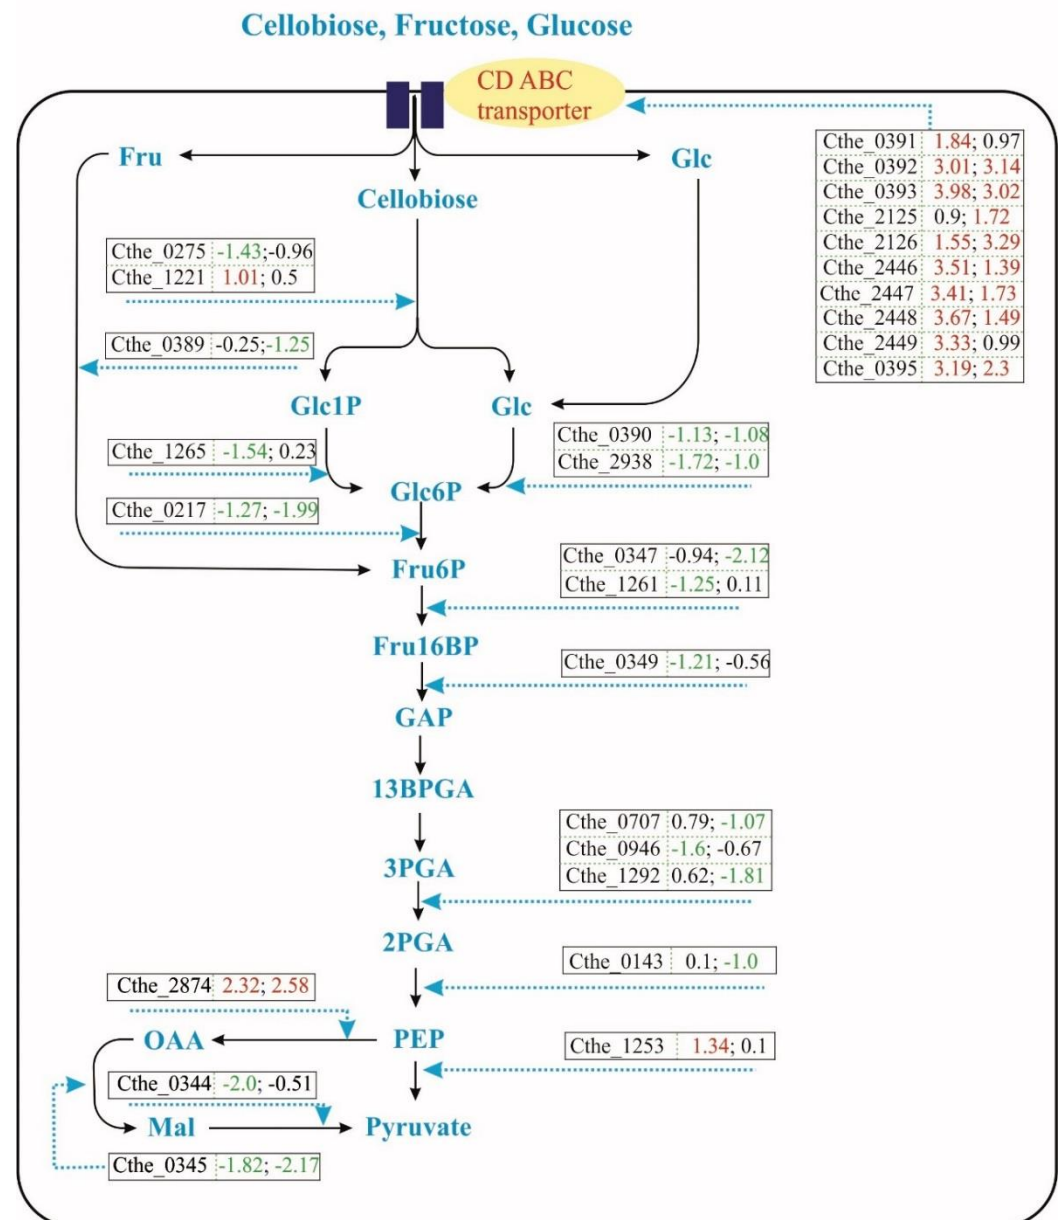 Cellobiose, Fructose, Glucose
CD ABC
transporter
Cthe_0391 1.84; 0.97
Cthe_0392 3.01; 3.14
Cthe_0393 3.98; 3.02
Cthe_2125 0.9; 1.72
Cthe_2126 1.55; 3.29
Cthe_2446 3.51; 1.39
Cthe_2447 3.41; 1.73
Cthe_2448 3.67; 1.49
Cthe_2449 3.33; 0.99
Cthe_0395 3.19; 2.3
Fru
Glc
Cellobiose
Cthe_0275 -1.43;-0.96
Cthe_1221 1.01; 0.5
Cthe_0389 -0.25;-1.25
Glc1P
Glc
Cthe_0390 -1.13; -1.08
Cthe_2938 -1.72; -1.0
Cthe_1265 -1.54; 0.23
Glc6P
Cthe_0217 -1.27; -1.99
Cthe_0347 -0.94; -2.12
Cthe_1261 -1.25; 0.11
Fru6P
Fru16BP
Cthe_0349 -1.21; -0.56
GAP
13BPGA
Cthe_0707 0.79; -1.07
Cthe_0946 -1.6; -0.67
Cthe_1292 0.62; -1.81
3PGA
2PGA
Cthe_0143 0.1; -1.0
Cthe_2874 2.32; 2.58
OAA
PEP
Cthe_1253 1.34; 0.1
Cthe_0344 -2.0; -0.51
Mal
Pyruvate
Cthe_0345 -1.82; -2.17